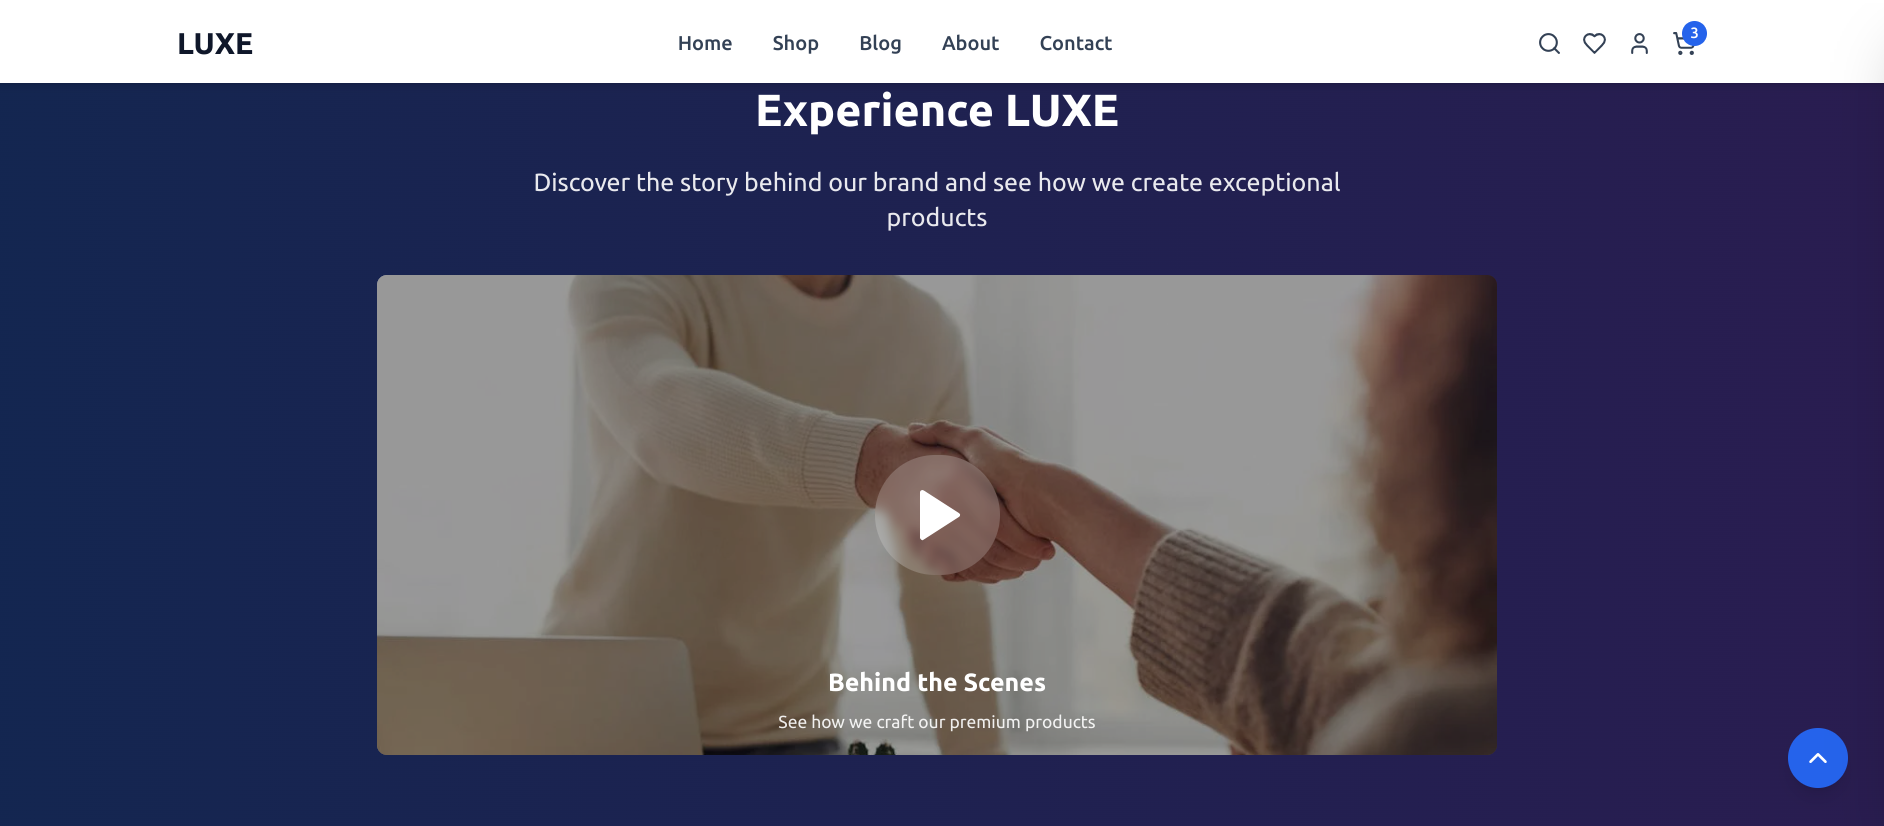 LUXE
Home Shop Blog About Contact
3
Experience LUXE
Discover the story behind our brand and see how we create exceptional
products
Behind the Scenes
See how we craft our premium products